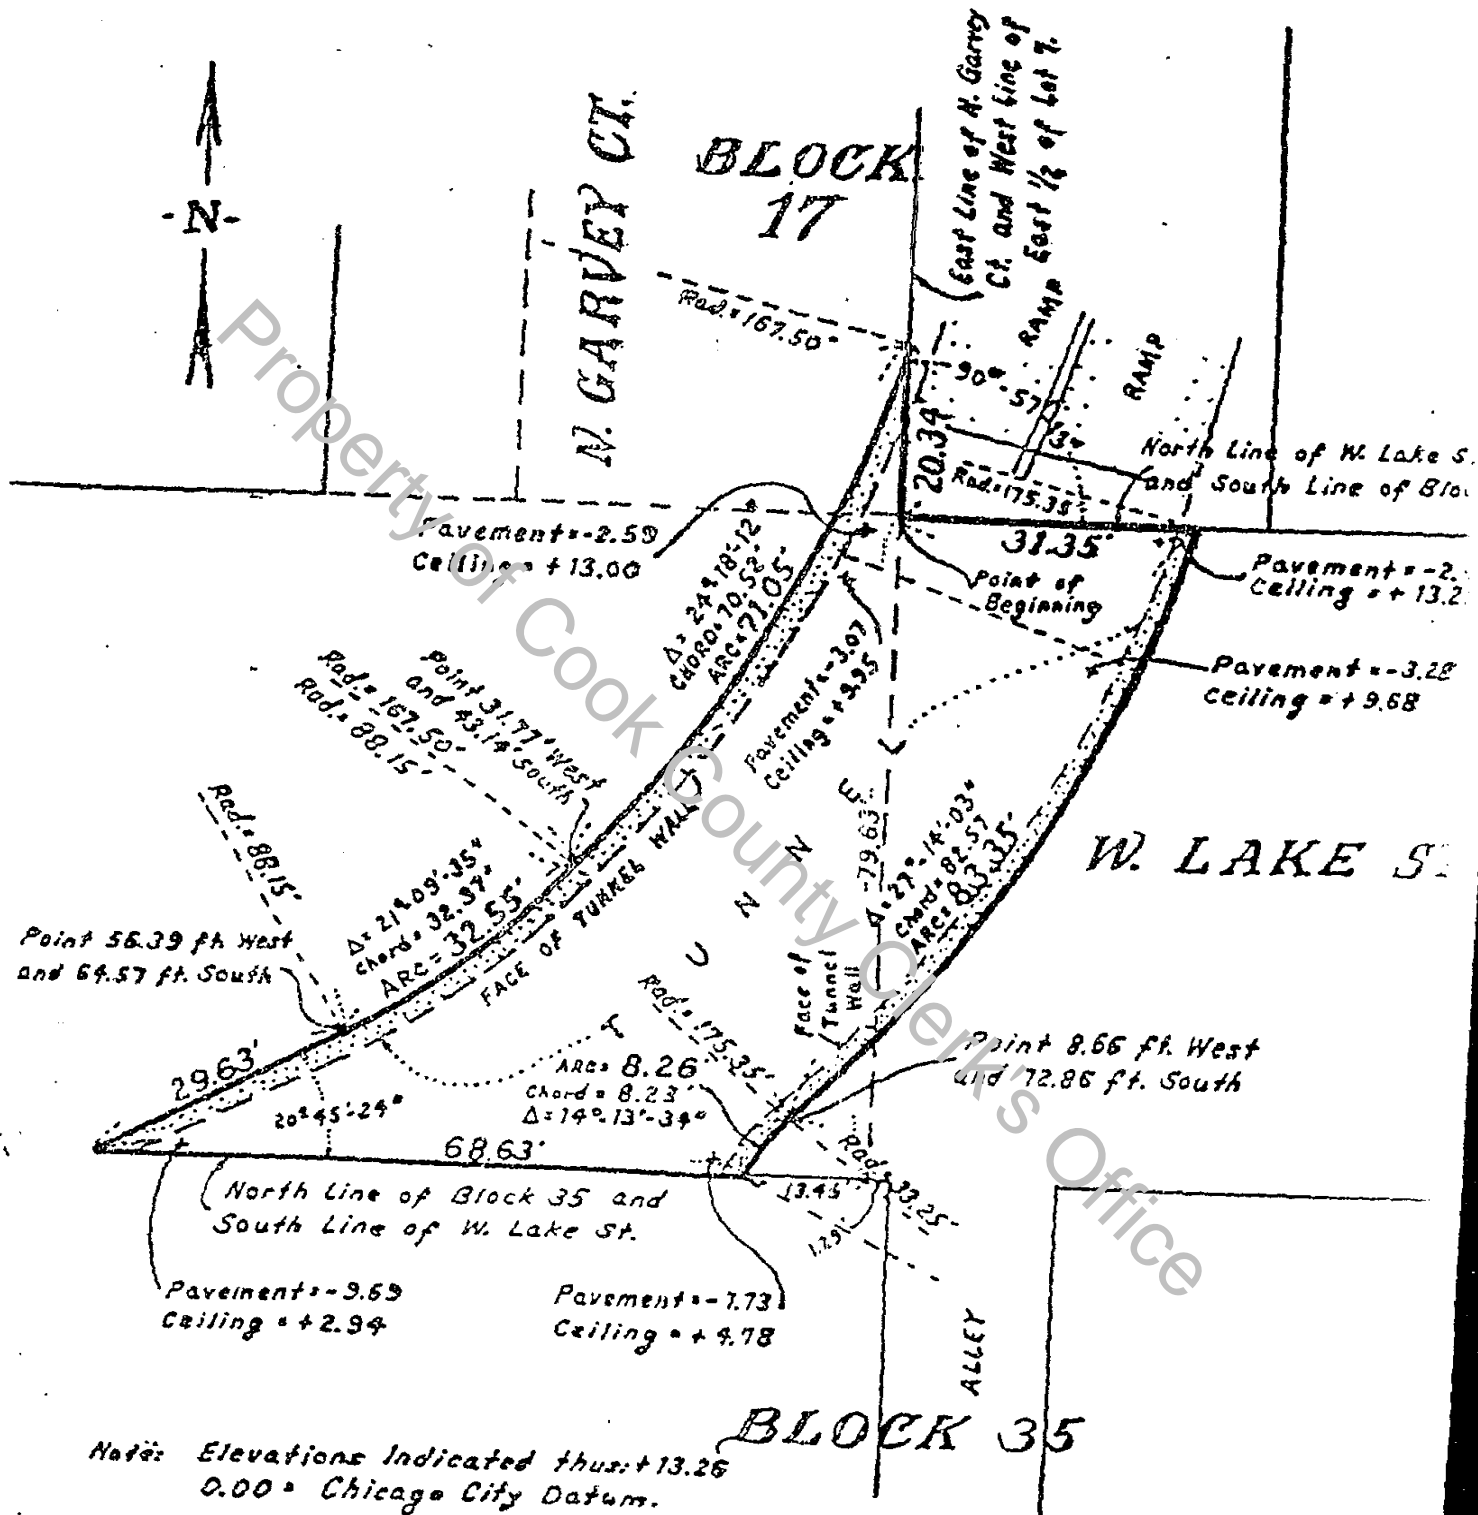 -N-
N. GARVEY CT.
BLOCK
17
East Line of N. Garvey
Ct. and West Line of
East 1/2 of Lot 7.
RAMP
RAMP
Rad.=167.50'
90°-57'
20.34'
Rad.=175.35'
North Line of W. Lake S
and South Line of Bloc
31.35'
Point of
Beginning
Pavement=-2.59
Ceiling=+13.00
Pavement=-2.
Ceiling=+13.2
Pavement=-3.28
Ceiling=+9.68
Δ=24°-18'-12"
CHORD=70.52'
ARC=71.05'
Pavement=-3.07
Ceiling=+9.95
Point 31.77' West
and 43.14' South
Rad.=167.50'
Rad.=88.15'
Rad.=88.15'
Δ=21°-09'-35"
Chord=32.37'
ARC=32.55'
FACE OF TUNNEL WALL
TUNNEL
79.63'
Δ=27°-14'-03"
Chord=82.57
ARC=83.35'
W. LAKE ST
Point 56.39 ft. West
and 64.57 ft. South
Face of
Tunnel
Wall
Rad.=175.35'
29.63'
20°-45'-24"
ARC=8.26'
Chord=8.23'
Δ=14°-13'-34"
Point 8.66 ft. West
and 72.86 ft. South
68.63'
13.45'
Rad.=33.25'
1.29'
North Line of Block 35 and
South Line of W. Lake St.
Pavement=-9.69
Ceiling=+2.94
Pavement=-7.73
Ceiling=+4.78
ALLEY
BLOCK 35
Note: Elevations Indicated thus:+13.26
0.00= Chicago City Datum.
Property of Cook County Clerk's Office